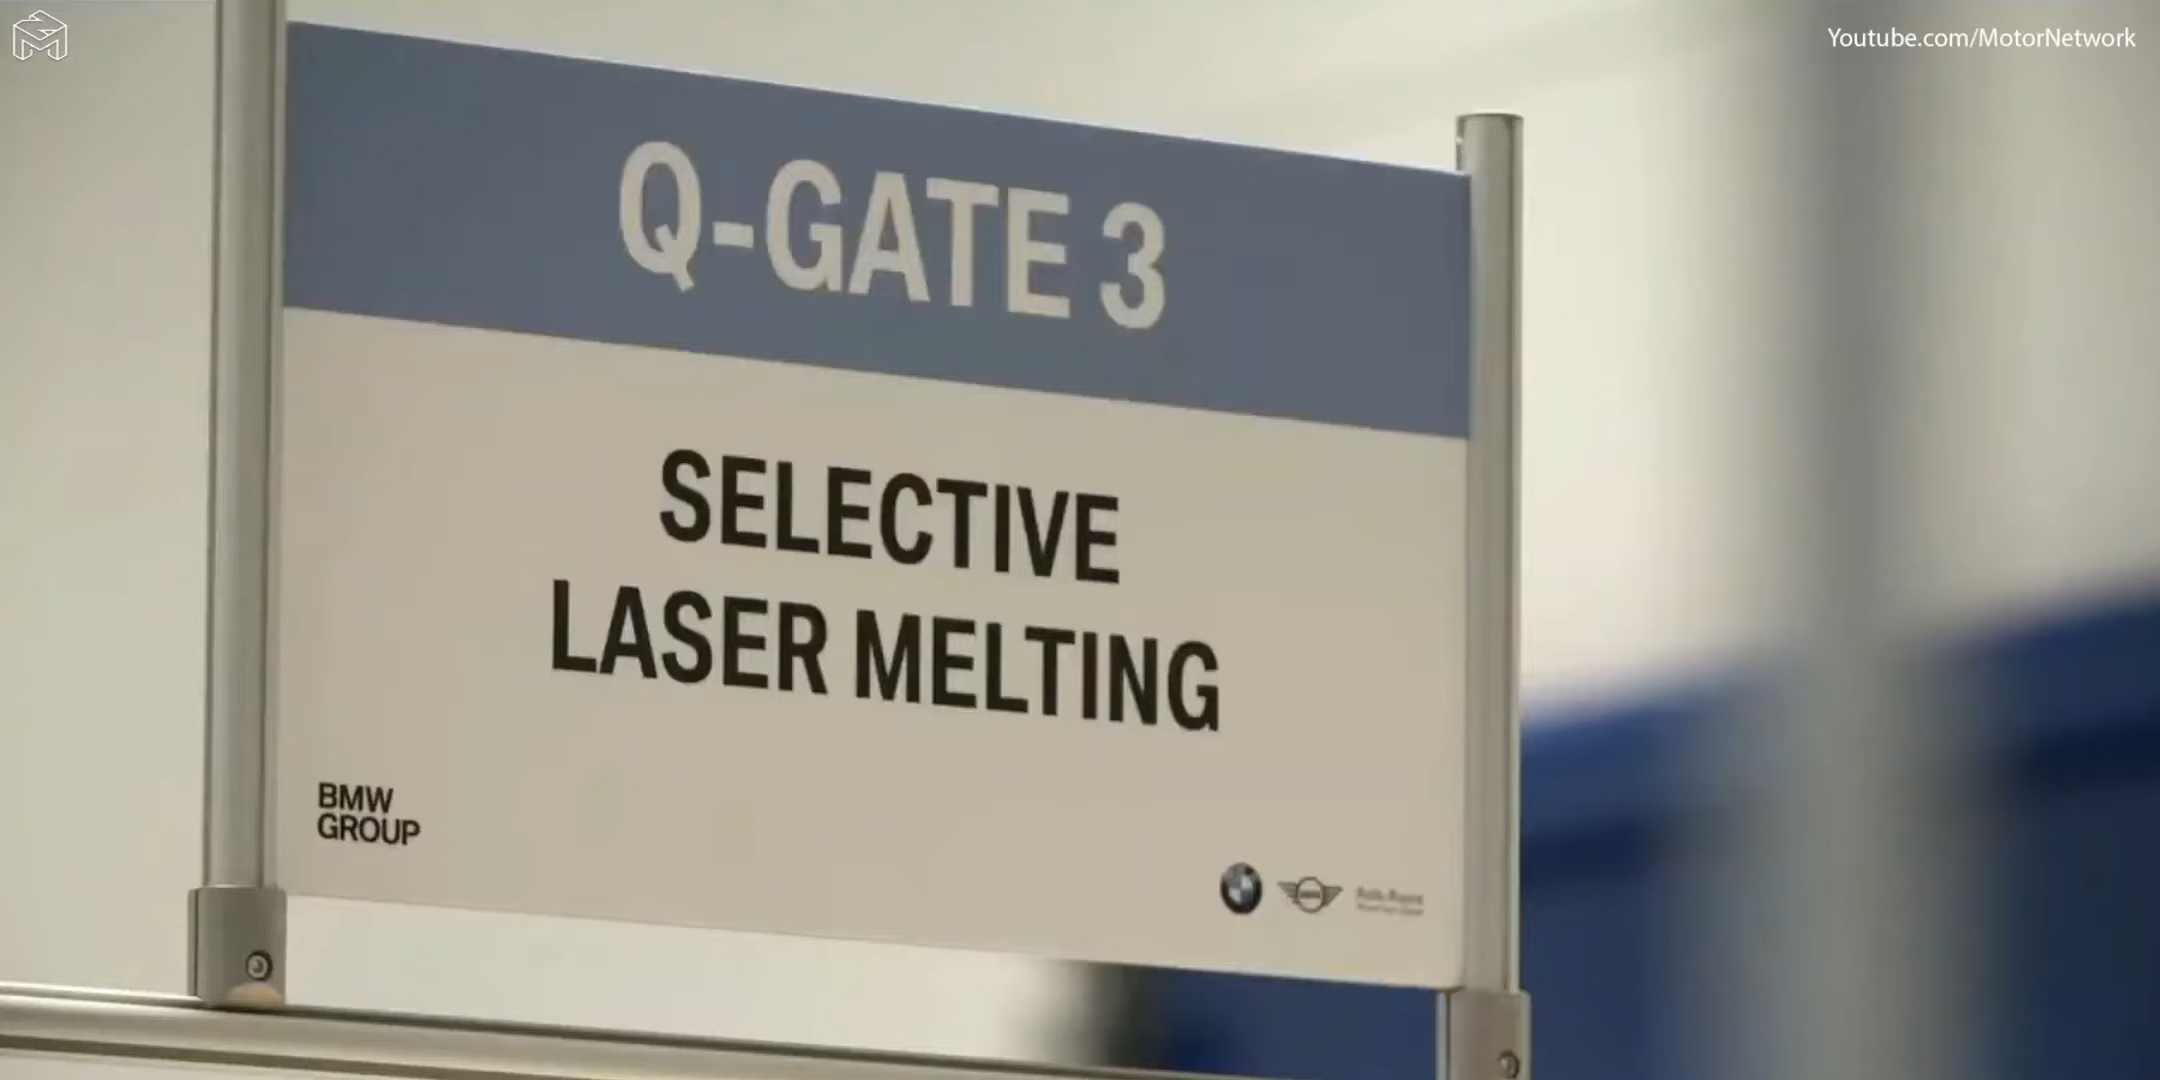 Youtube.com/MotorNetwork
Q-GATE 3
SELECTIVE
LASER MELTING
BMW
GROUP